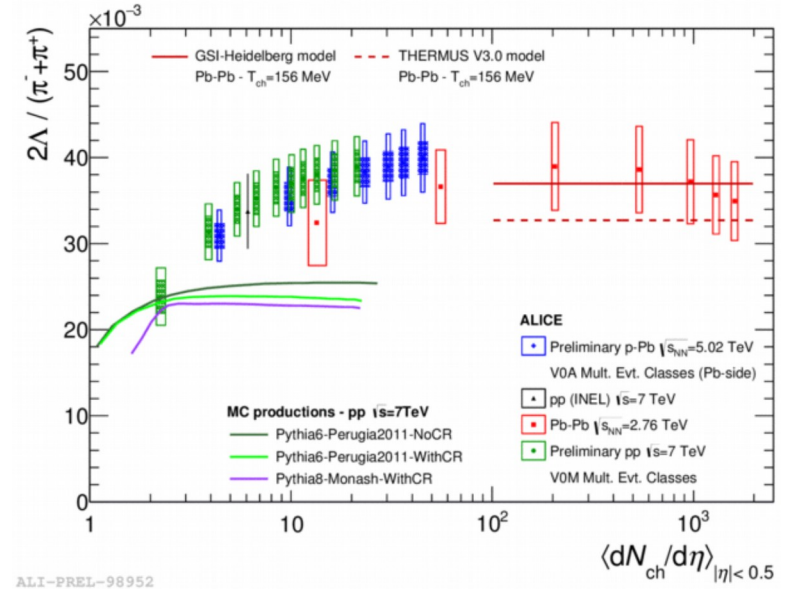 ×10⁻³
2Λ / (π⁻+π⁺)
50
40
30
20
10
0
GSI-Heidelberg model
Pb-Pb - T_ch=156 MeV
THERMUS V3.0 model
Pb-Pb - T_ch=156 MeV
ALICE
Preliminary p-Pb √s_NN=5.02 TeV
V0A Mult. Evt. Classes (Pb-side)
pp (INEL) √s=7 TeV
Pb-Pb √s_NN=2.76 TeV
Preliminary pp √s=7 TeV
V0M Mult. Evt. Classes
MC productions - pp √s=7TeV
Pythia6-Perugia2011-NoCR
Pythia6-Perugia2011-WithCR
Pythia8-Monash-WithCR
1
10
10²
10³
⟨dN_ch/dη⟩_|η|< 0.5
ALI-PREL-98952